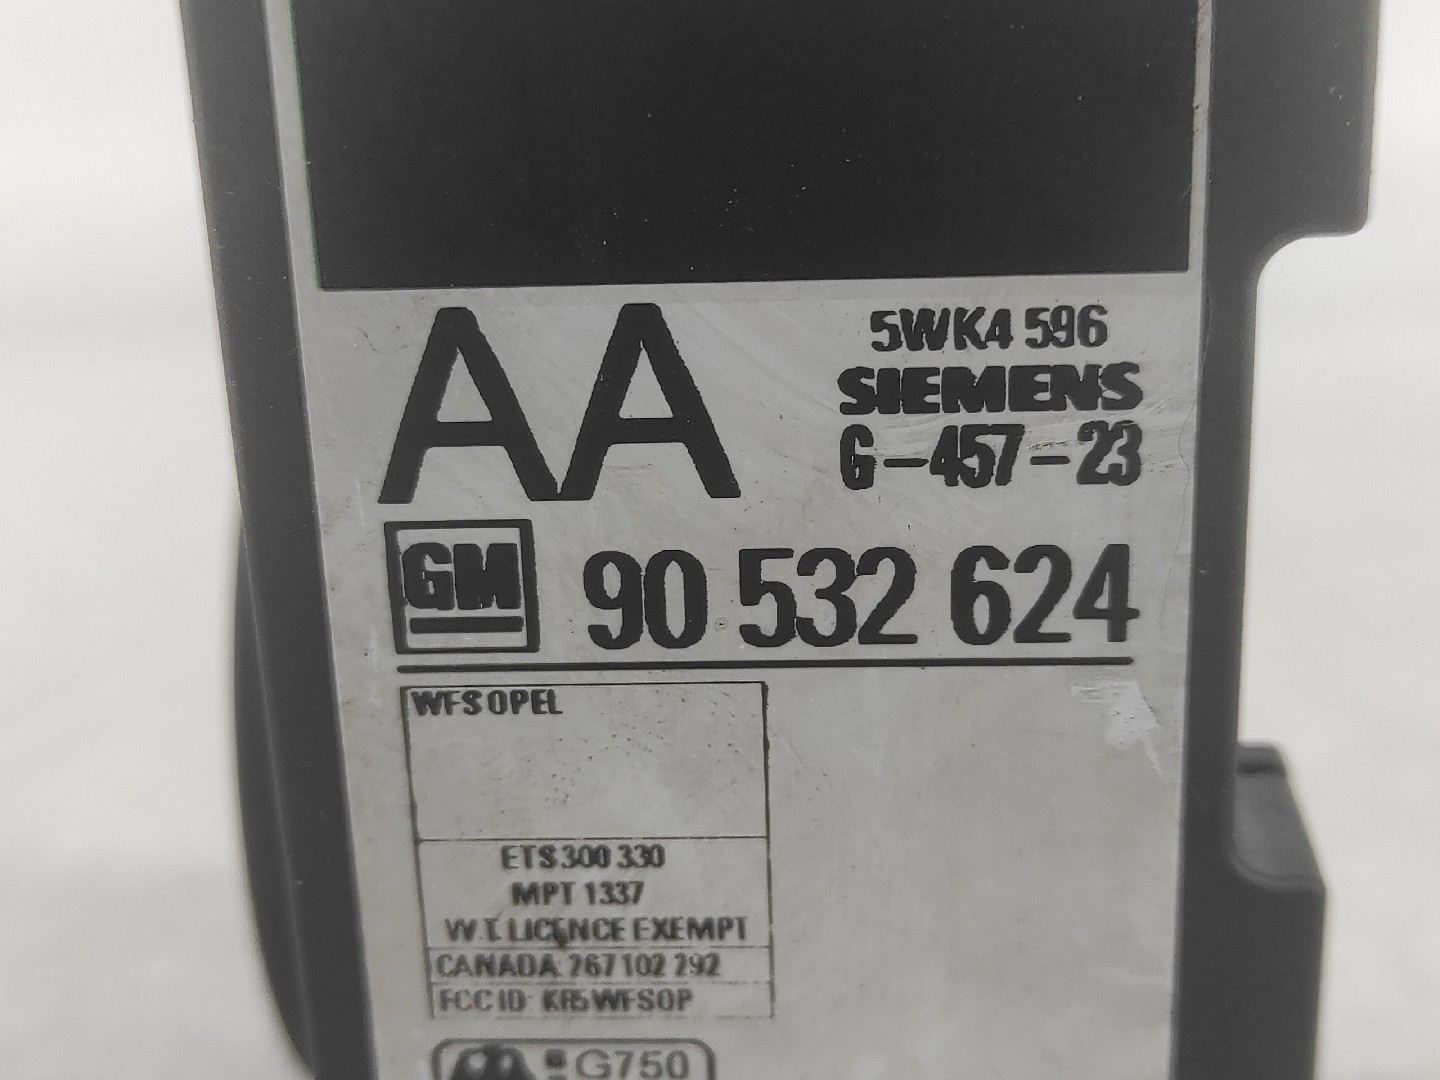 AA
5WK4 596
SIEMENS
G-457-23
GM 90 532 624
WFS OPEL
ETS 300 330
MPT 1337
W.T. LICENCE EXEMPT
CANADA: 267 102 292
FCC ID: KR5WFSOP
G750